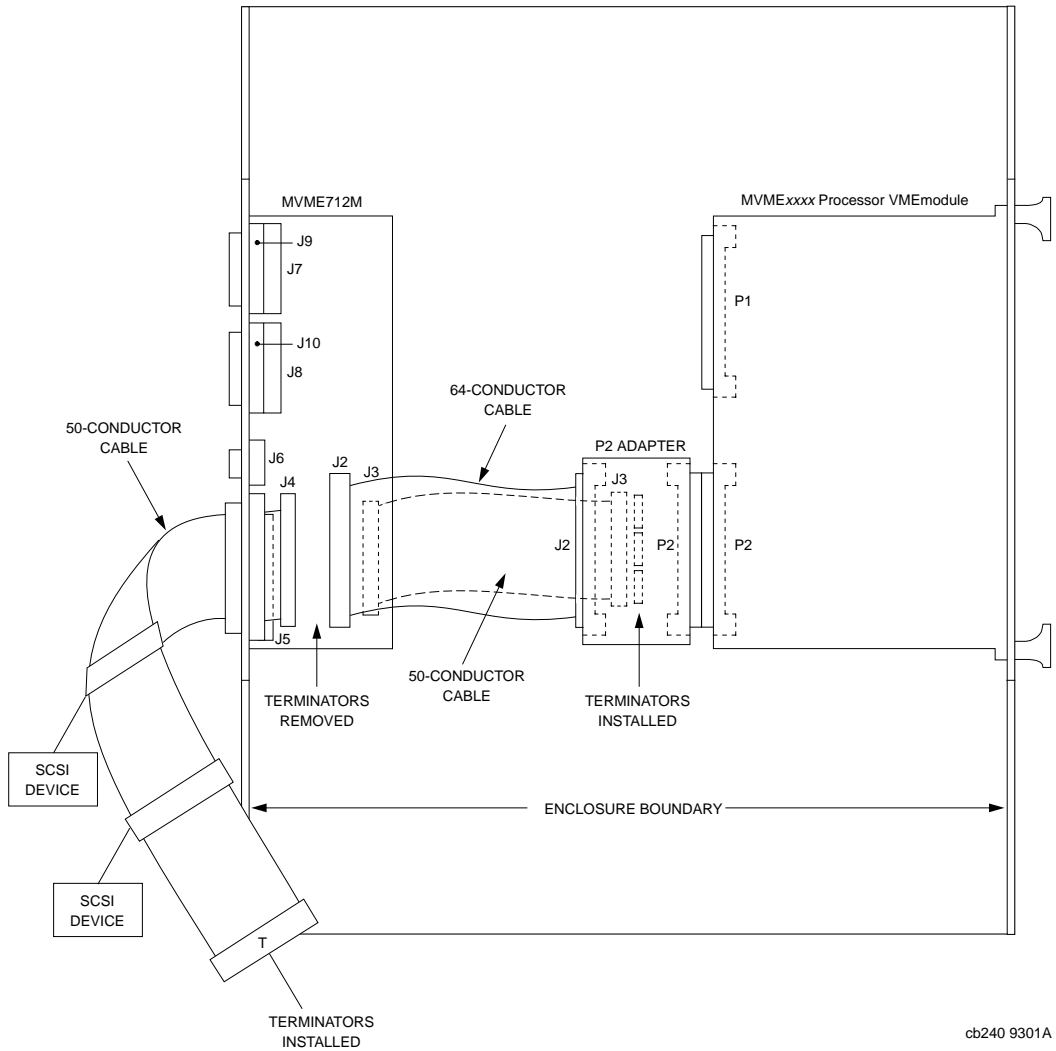 MVME712M
MVMExxxx Processor VMEmodule
J9
J7
P1
J10
J8
64-CONDUCTOR
CABLE
50-CONDUCTOR
CABLE
P2 ADAPTER
J6
J4
J2
J3
J3
J2
P2
P2
J5
50-CONDUCTOR
CABLE
TERMINATORS
REMOVED
TERMINATORS
INSTALLED
SCSI
DEVICE
ENCLOSURE BOUNDARY
SCSI
DEVICE
T
TERMINATORS
INSTALLED
cb240 9301A